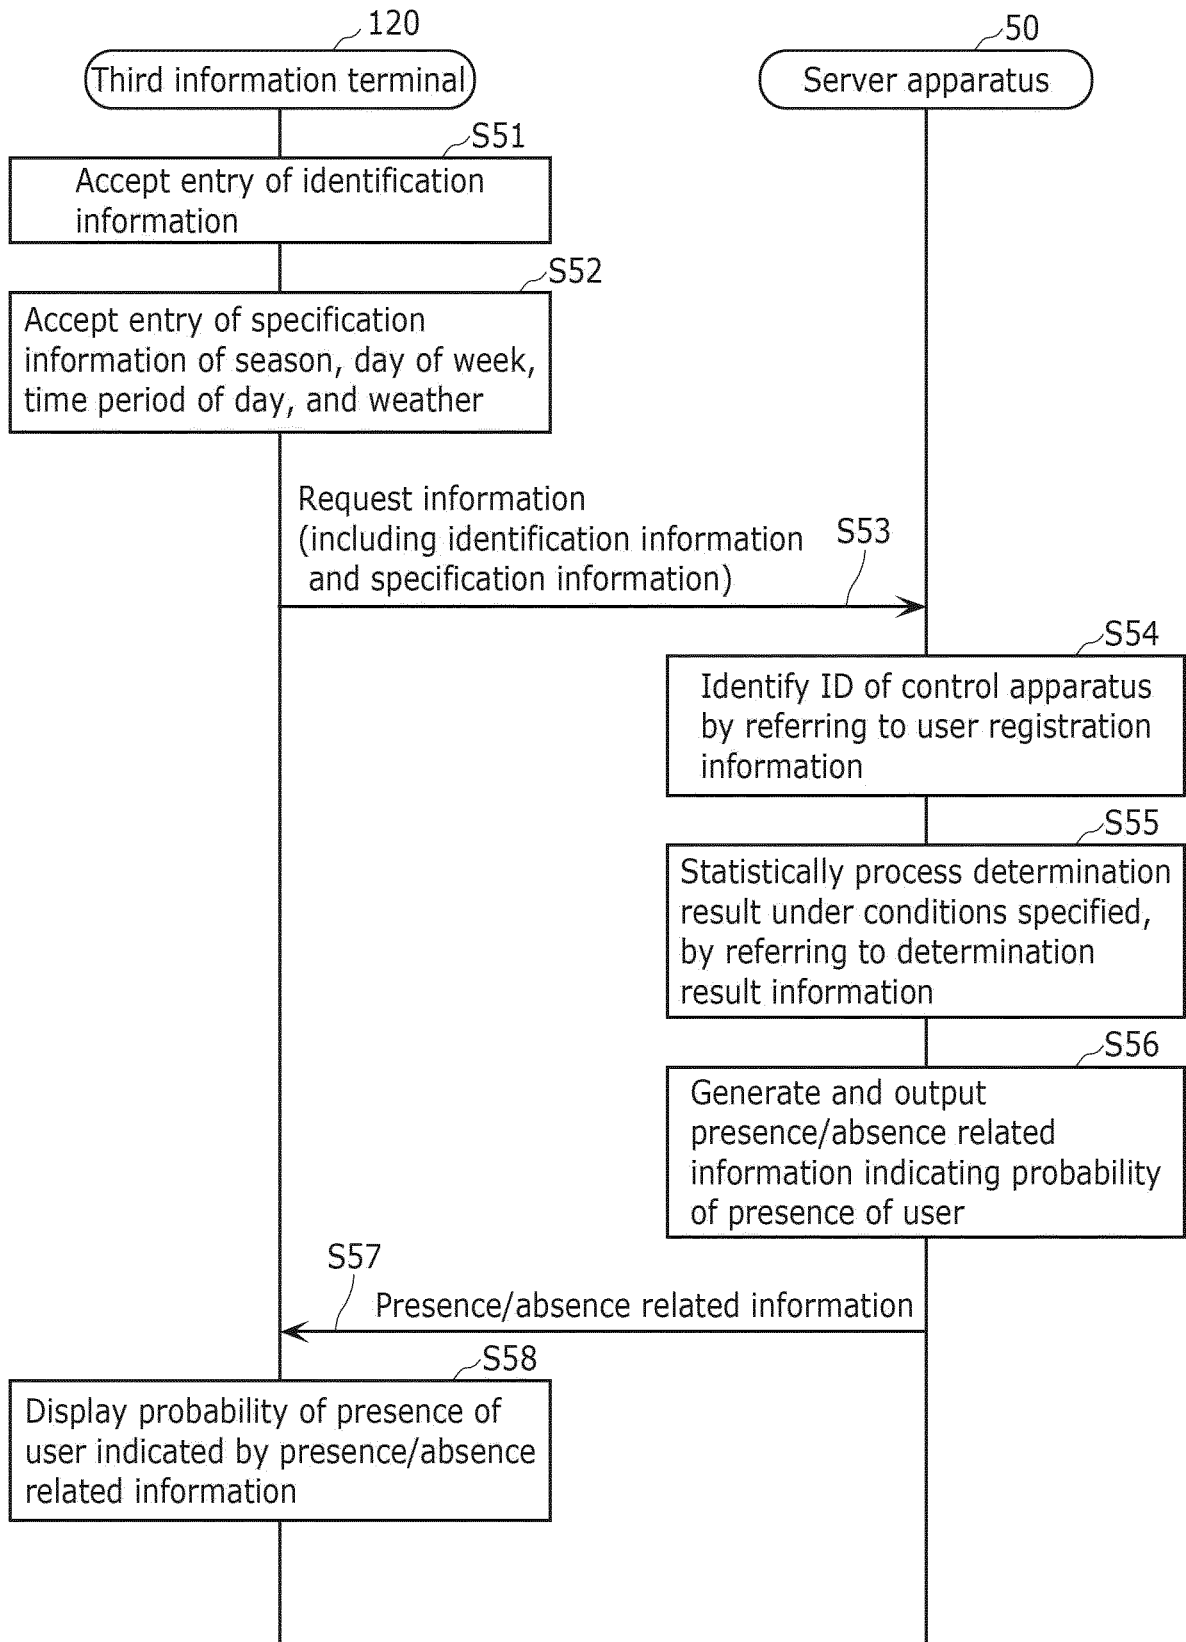 120
50
Third information terminal
Server apparatus
S51
Accept entry of identification
information
S52
Accept entry of specification
information of season, day of week,
time period of day, and weather
Request information
(including identification information
and specification information)
S53
S54
Identify ID of control apparatus
by referring to user registration
information
S55
Statistically process determination
result under conditions specified,
by referring to determination
result information
S56
Generate and output
presence/absence related
information indicating probability
of presence of user
S57
Presence/absence related information
S58
Display probability of presence of
user indicated by presence/absence
related information